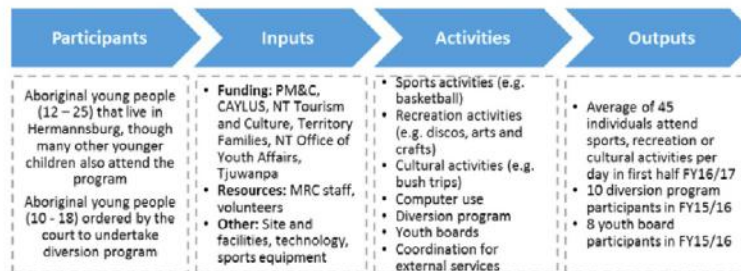 Participants
Inputs
Activities
Outputs
Aboriginal young people
(12 – 25) that live in
Hermannsburg, though
many other younger
children also attend the
program
Aboriginal young people
(10 - 18) ordered by the
court to undertake
diversion program
• Funding: PM&C,
CAYLUS, NT Tourism
and Culture, Territory
Families, NT Office of
Youth Affairs,
Tjuwanpa
• Resources: MRC staff,
volunteers
• Other: Site and
facilities, technology,
sports equipment
• Sports activities (e.g.
basketball)
• Recreation activities
(e.g. discos, arts and
crafts)
• Cultural activities (e.g.
bush trips)
• Computer use
• Diversion program
• Youth boards
• Coordination for
external services
• Average of 45
individuals attend
sports, recreation or
cultural activities per
day in first half FY16/17
• 10 diversion program
participants in FY15/16
• 8 youth board
participants in FY15/16